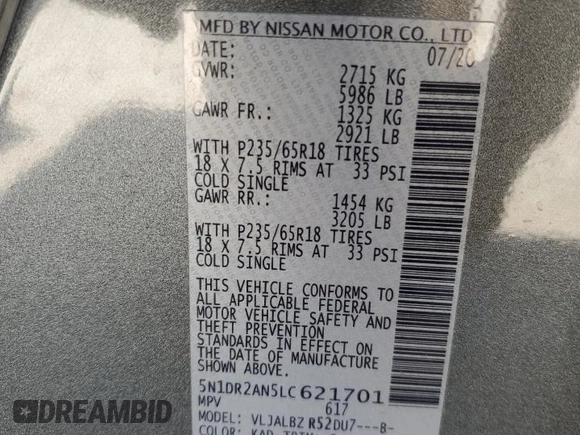 MFD BY NISSAN MOTOR CO., LTD
DATE: 07/20
GVWR: 2715 KG
5986 LB
GAWR FR.: 1325 KG
2921 LB
WITH P235/65R18 TIRES
18 X 7.5 RIMS AT 33 PSI
COLD SINGLE
GAWR RR.: 1454 KG
3205 LB
WITH P235/65R18 TIRES
18 X 7.5 RIMS AT 33 PSI
COLD SINGLE
THIS VEHICLE CONFORMS TO
ALL APPLICABLE FEDERAL
MOTOR VEHICLE SAFETY AND
THEFT PREVENTION
STANDARDS IN EFFECT ON
THE DATE OF MANUFACTURE
SHOWN ABOVE.
5N1DR2AN5LC621701
MPV 617
MODEL: VLJALBZ R52DU7---B-
COLOR: KAD TRIM:
DREAMBID